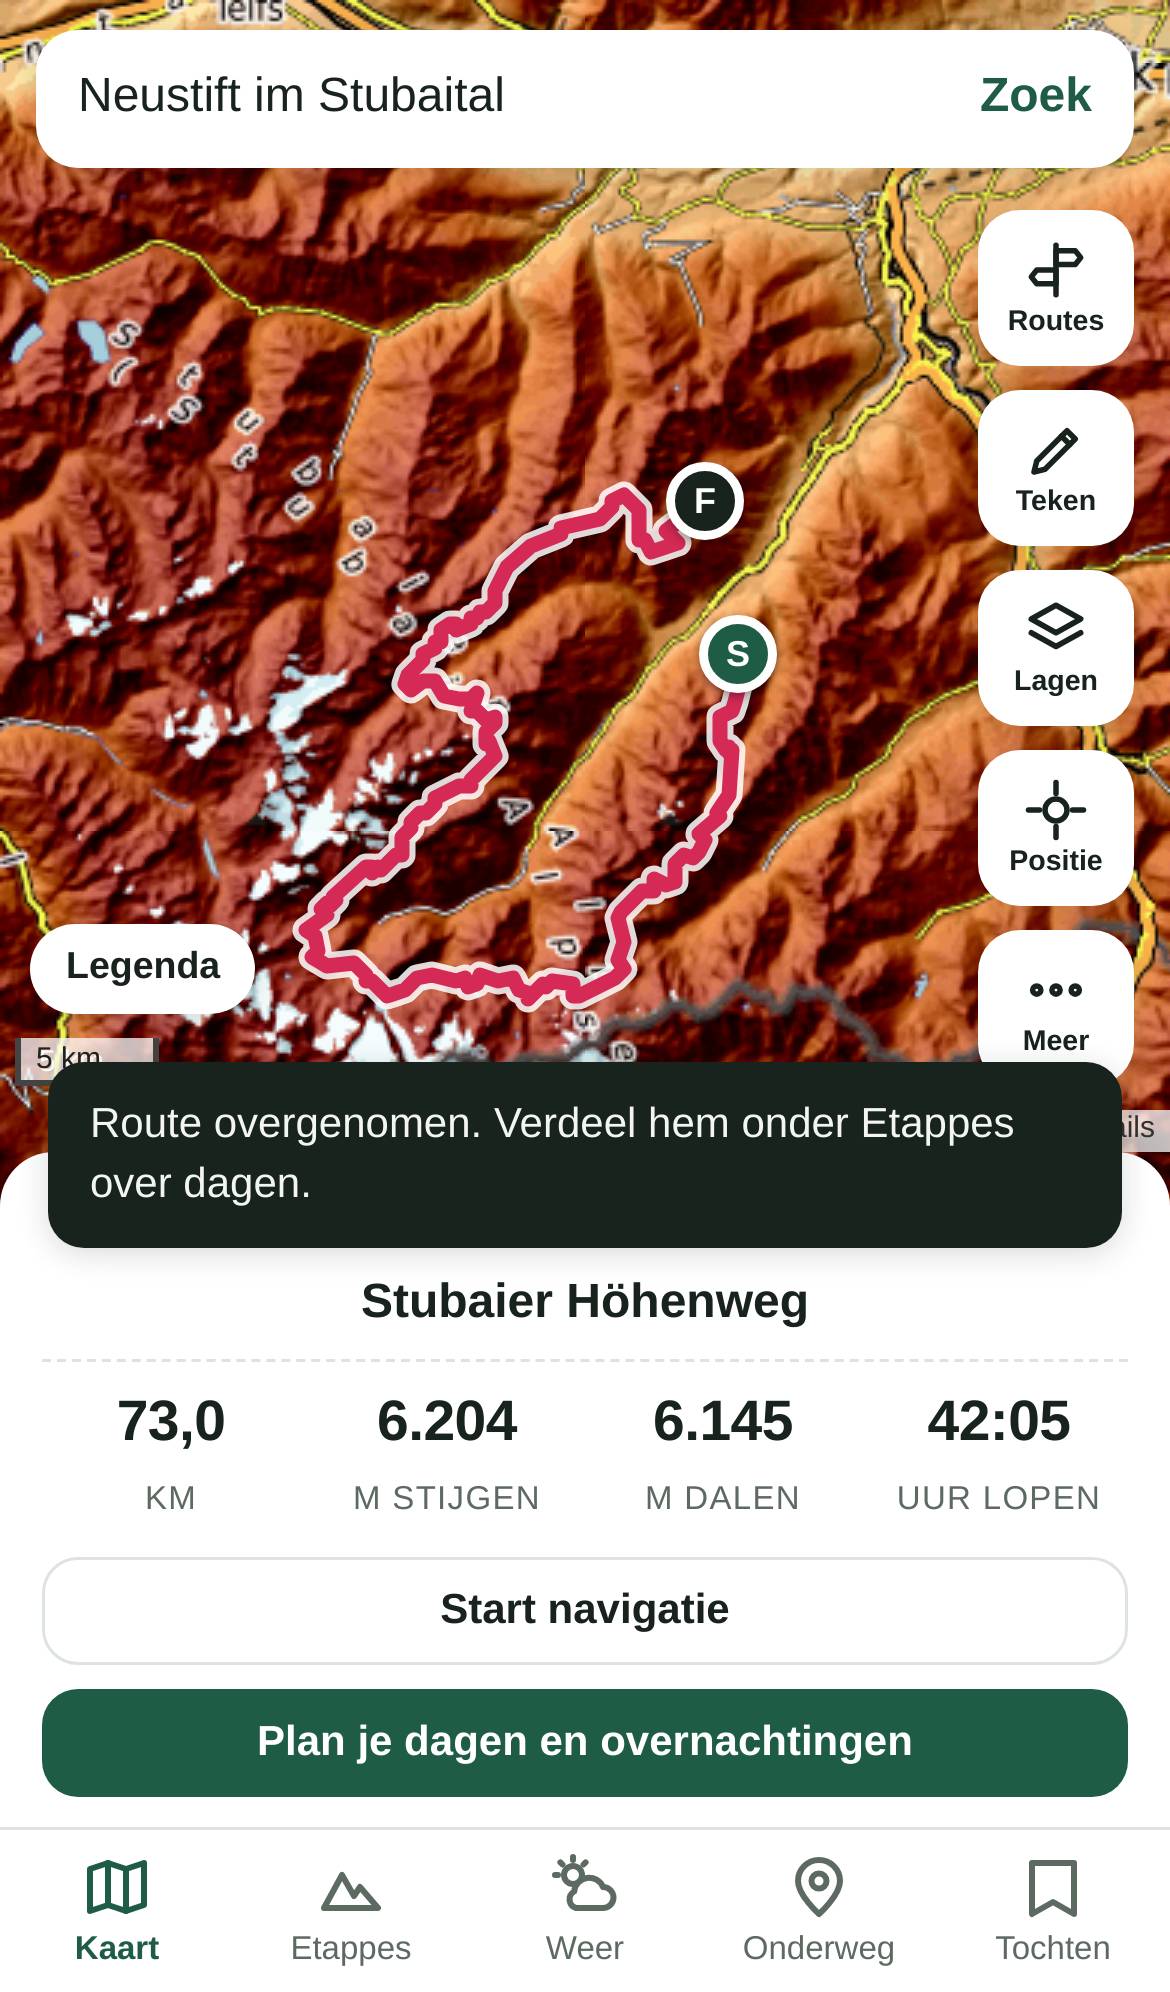 Neustift im Stubaital
Zoek
Routes
Teken
Lagen
Positie
Meer
F
S
Legenda
5 km
Route overgenomen. Verdeel hem onder Etappes
over dagen.
Stubaier Höhenweg
73,0
6.204
6.145
42:05
KM
M STIJGEN
M DALEN
UUR LOPEN
Start navigatie
Plan je dagen en overnachtingen
Kaart
Etappes
Weer
Onderweg
Tochten